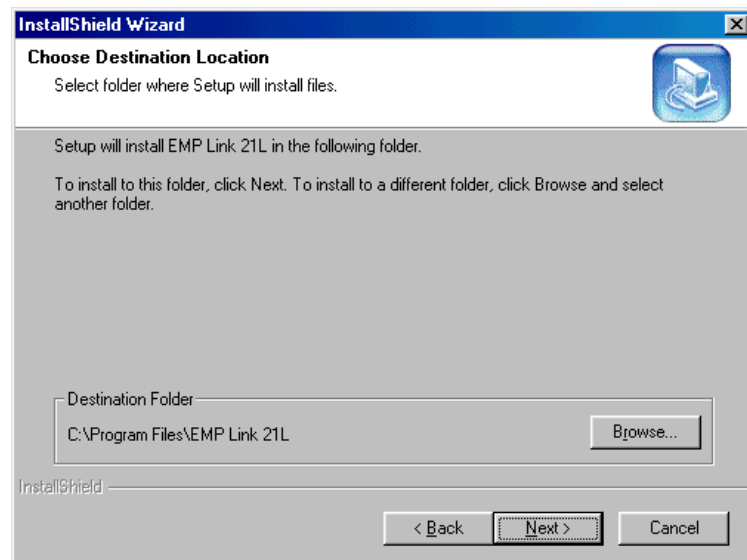 InstallShield Wizard
Choose Destination Location
Select folder where Setup will install files.
Setup will install EMP Link 21L in the following folder.
To install to this folder, click Next. To install to a different folder, click Browse and select
another folder.
Destination Folder
C:\Program Files\EMP Link 21L
Browse...
InstallShield
< Back
Next >
Cancel